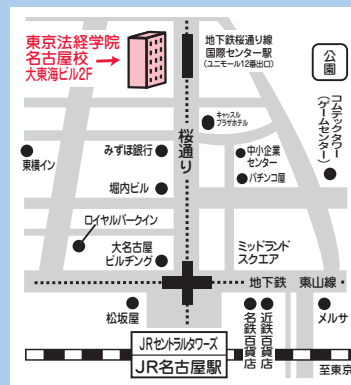 東京法経学院
名古屋校
大東海ビル2F
地下鉄桜通り線
国際センター駅
(ユニモール12番出口)
公園
コムテックタワー
(ゲームセンター)
キャッスル
プラザホテル
桜通り
東横イン
みずほ銀行
中小企業
センター
パチンコ屋
堀内ビル
ロイヤルパークイン
大名古屋
ビルヂング
ミッドランド
スクエア
地下鉄 東山線
松坂屋
名鉄百貨店
近鉄百貨店
メルサ
JRセントラルタワーズ
JR名古屋駅
至東京